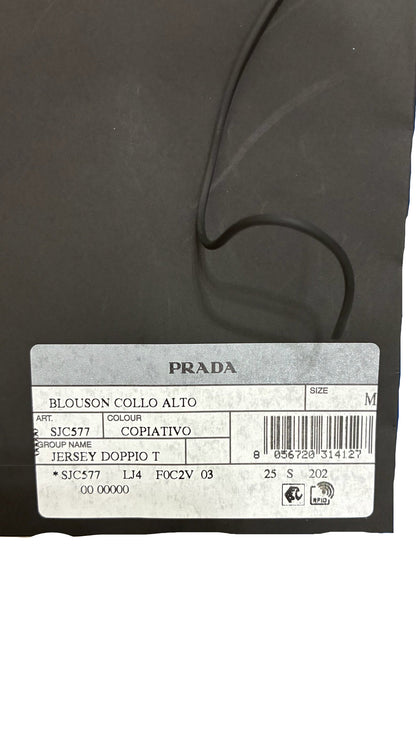 PRADA
BLOUSON COLLO ALTO
SIZE
M
ART.
COLOUR
SJC577
COPIATIVO
GROUP NAME
JERSEY DOPPIO T
8 056720 314127
* SJC577 LJ4 F0C2V 03 25 S 202
00 00000
RFID